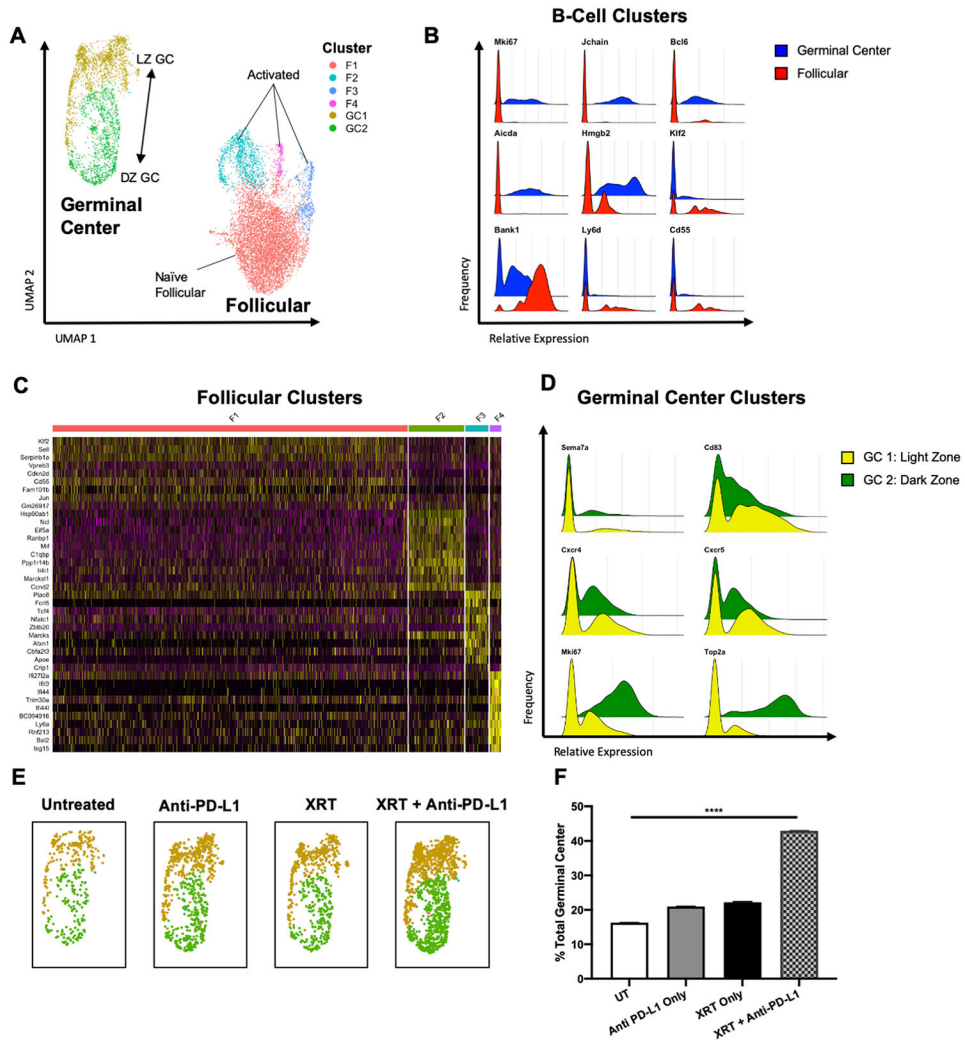 A
UMAP 2
UMAP 1
LZ GC
DZ GC
Germinal
Center
Cluster
F1
F2
F3
F4
GC1
GC2
Activated
Naïve
Follicular
Follicular
B
B-Cell Clusters
Mki67
Jchain
Bcl6
Aicda
Hmgb2
Klf2
Bank1
Ly6d
Cd55
Germinal Center
Follicular
Frequency
Relative Expression
C
Follicular Clusters
F1
F2
F3
F4
Klf2
Sell
Serpinb1a
Vpreb3
Cdkn2d
Cd55
Fam101b
Jun
Gm26917
Hsp90ab1
Ncl
Eif5a
Ranbp1
Mif
C1qbp
Ppp1r14b
Il4i1
Marcksl1
Ccnd2
Plac8
Tcf4
Nfatc1
Zbtb20
Marcks
Atxn1
Cbfa2t3
Apoe
Crip1
Ifi27l2a
Ifit3
Ifi44
Trim30a
Ifi44l
BC094916
Ly6a
Rnf213
Bst2
Isg15
D
Germinal Center Clusters
Sema7a
Cd83
Cxcr4
Cxcr5
Mki67
Top2a
GC 1: Light Zone
GC 2: Dark Zone
Frequency
Relative Expression
E
Untreated
Anti-PD-L1
XRT
XRT + Anti-PD-L1
F
% Total Germinal Center
50
40
30
20
10
0
****
UT
Anti PD-L1 Only
XRT Only
XRT + Anti-PD-L1